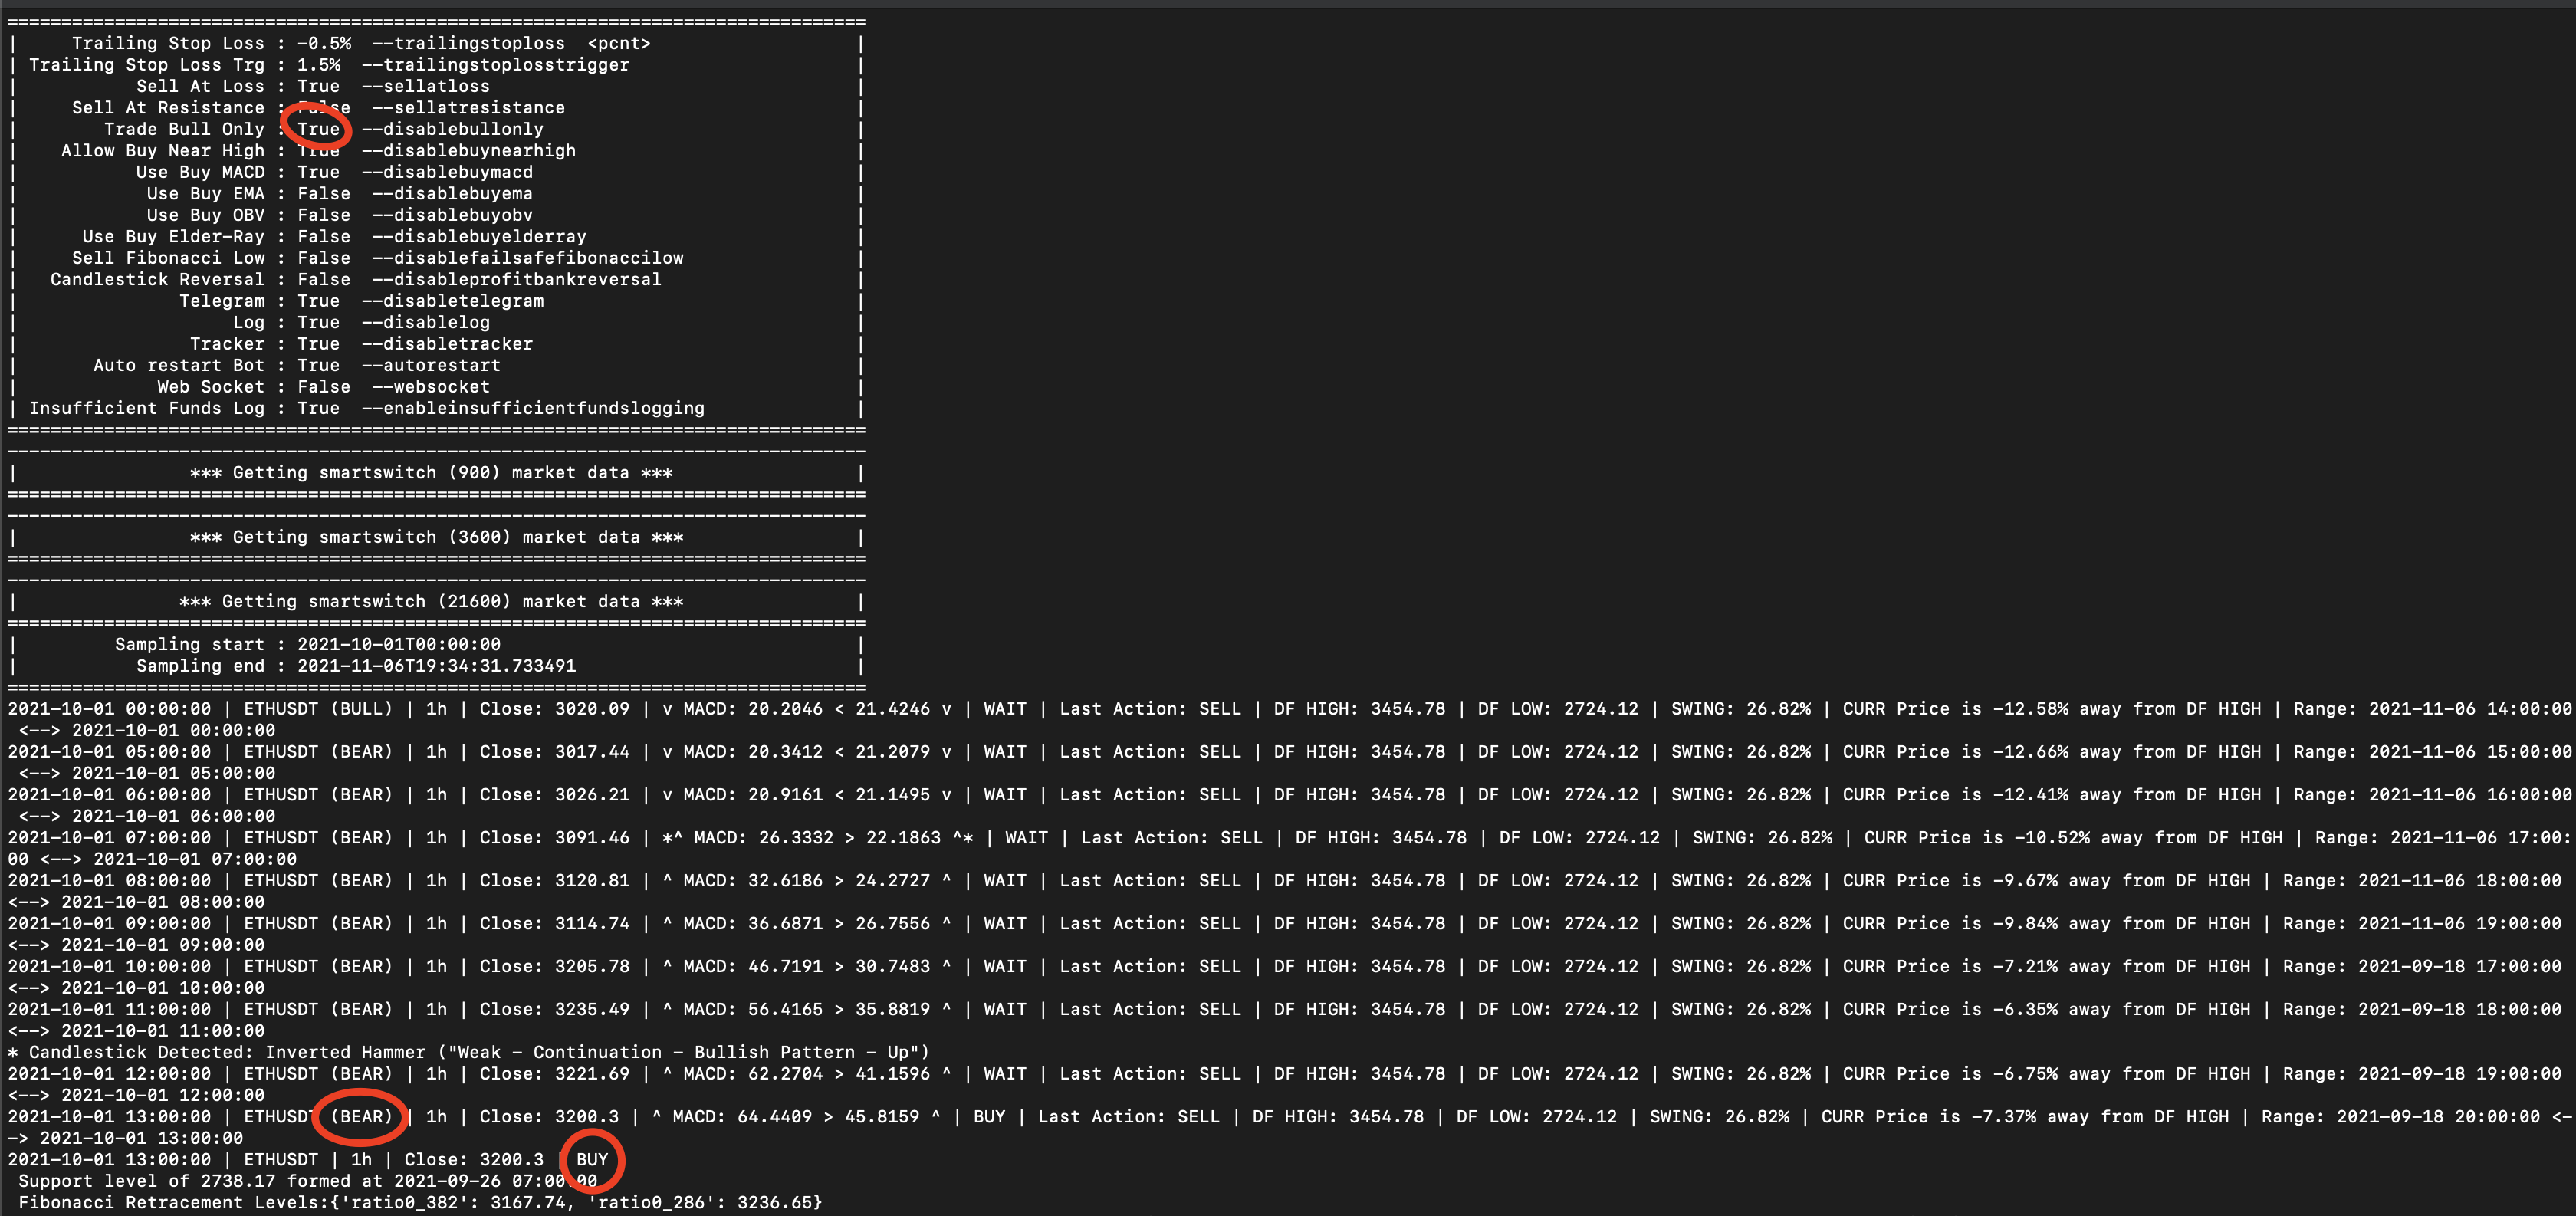 ================================================================================
| Trailing Stop Loss : -0.5% --trailingstoploss <pcnt> |
| Trailing Stop Loss Trg : 1.5% --trailingstoplosstrigger |
| Sell At Loss : True --sellatloss |
| Sell At Resistance : False --sellatresistance |
| Trade Bull Only : True --disablebullonly |
| Allow Buy Near High : True --disablebuynearhigh |
| Use Buy MACD : True --disablebuymacd |
| Use Buy EMA : False --disablebuyema |
| Use Buy OBV : False --disablebuyobv |
| Use Buy Elder-Ray : False --disablebuyelderray |
| Sell Fibonacci Low : False --disablefailsafefibonaccilow |
| Candlestick Reversal : False --disableprofitbankreversal |
| Telegram : True --disabletelegram |
| Log : True --disablelog |
| Tracker : True --disabletracker |
| Auto restart Bot : True --autorestart |
| Web Socket : False --websocket |
| Insufficient Funds Log : True --enableinsufficientfundslogging |
================================================================================
--------------------------------------------------------------------------------
| *** Getting smartswitch (900) market data *** |
================================================================================
--------------------------------------------------------------------------------
| *** Getting smartswitch (3600) market data *** |
================================================================================
--------------------------------------------------------------------------------
| *** Getting smartswitch (21600) market data *** |
================================================================================
| Sampling start : 2021-10-01T00:00:00 |
| Sampling end : 2021-11-06T19:34:31.733491 |
================================================================================
2021-10-01 00:00:00 | ETHUSDT (BULL) | 1h | Close: 3020.09 | v MACD: 20.2046 < 21.4246 v | WAIT | Last Action: SELL | DF HIGH: 3454.78 | DF LOW: 2724.12 | SWING: 26.82% | CURR Price is -12.58% away from DF HIGH | Range: 2021-11-06 14:00:00
<--> 2021-10-01 00:00:00
2021-10-01 05:00:00 | ETHUSDT (BEAR) | 1h | Close: 3017.44 | v MACD: 20.3412 < 21.2079 v | WAIT | Last Action: SELL | DF HIGH: 3454.78 | DF LOW: 2724.12 | SWING: 26.82% | CURR Price is -12.66% away from DF HIGH | Range: 2021-11-06 15:00:00
<--> 2021-10-01 05:00:00
2021-10-01 06:00:00 | ETHUSDT (BEAR) | 1h | Close: 3026.21 | v MACD: 20.9161 < 21.1495 v | WAIT | Last Action: SELL | DF HIGH: 3454.78 | DF LOW: 2724.12 | SWING: 26.82% | CURR Price is -12.41% away from DF HIGH | Range: 2021-11-06 16:00:00
<--> 2021-10-01 06:00:00
2021-10-01 07:00:00 | ETHUSDT (BEAR) | 1h | Close: 3091.46 | *^ MACD: 26.3332 > 22.1863 ^* | WAIT | Last Action: SELL | DF HIGH: 3454.78 | DF LOW: 2724.12 | SWING: 26.82% | CURR Price is -10.52% away from DF HIGH | Range: 2021-11-06 17:00:
00 <--> 2021-10-01 07:00:00
2021-10-01 08:00:00 | ETHUSDT (BEAR) | 1h | Close: 3120.81 | ^ MACD: 32.6186 > 24.2727 ^ | WAIT | Last Action: SELL | DF HIGH: 3454.78 | DF LOW: 2724.12 | SWING: 26.82% | CURR Price is -9.67% away from DF HIGH | Range: 2021-11-06 18:00:00
<--> 2021-10-01 08:00:00
2021-10-01 09:00:00 | ETHUSDT (BEAR) | 1h | Close: 3114.74 | ^ MACD: 36.6871 > 26.7556 ^ | WAIT | Last Action: SELL | DF HIGH: 3454.78 | DF LOW: 2724.12 | SWING: 26.82% | CURR Price is -9.84% away from DF HIGH | Range: 2021-11-06 19:00:00
<--> 2021-10-01 09:00:00
2021-10-01 10:00:00 | ETHUSDT (BEAR) | 1h | Close: 3205.78 | ^ MACD: 46.7191 > 30.7483 ^ | WAIT | Last Action: SELL | DF HIGH: 3454.78 | DF LOW: 2724.12 | SWING: 26.82% | CURR Price is -7.21% away from DF HIGH | Range: 2021-09-18 17:00:00
<--> 2021-10-01 10:00:00
2021-10-01 11:00:00 | ETHUSDT (BEAR) | 1h | Close: 3235.49 | ^ MACD: 56.4165 > 35.8819 ^ | WAIT | Last Action: SELL | DF HIGH: 3454.78 | DF LOW: 2724.12 | SWING: 26.82% | CURR Price is -6.35% away from DF HIGH | Range: 2021-09-18 18:00:00
<--> 2021-10-01 11:00:00
* Candlestick Detected: Inverted Hammer ("Weak - Continuation - Bullish Pattern - Up")
2021-10-01 12:00:00 | ETHUSDT (BEAR) | 1h | Close: 3221.69 | ^ MACD: 62.2704 > 41.1596 ^ | WAIT | Last Action: SELL | DF HIGH: 3454.78 | DF LOW: 2724.12 | SWING: 26.82% | CURR Price is -6.75% away from DF HIGH | Range: 2021-09-18 19:00:00
<--> 2021-10-01 12:00:00
2021-10-01 13:00:00 | ETHUSDT (BEAR) | 1h | Close: 3200.3 | ^ MACD: 64.4409 > 45.8159 ^ | BUY | Last Action: SELL | DF HIGH: 3454.78 | DF LOW: 2724.12 | SWING: 26.82% | CURR Price is -7.37% away from DF HIGH | Range: 2021-09-18 20:00:00 <-
-> 2021-10-01 13:00:00
2021-10-01 13:00:00 | ETHUSDT | 1h | Close: 3200.3 | BUY
Support level of 2738.17 formed at 2021-09-26 07:00:00
Fibonacci Retracement Levels:{'ratio0_382': 3167.74, 'ratio0_286': 3236.65}